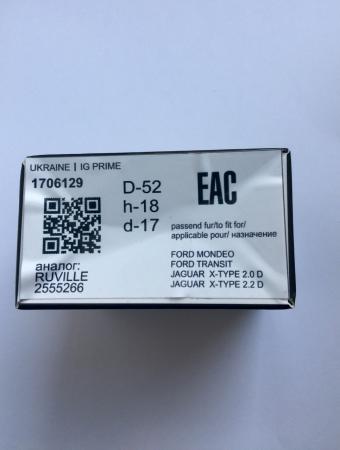 UKRAINE | IG PRIME
1706129
D-52
h-18
d-17
EAC
passend fur/to fit for/
applicable pour/ назначение
FORD MONDEO
FORD TRANSIT
JAGUAR X-TYPE 2.0 D
JAGUAR X-TYPE 2.2 D
аналог:
RUVILLE
2555266